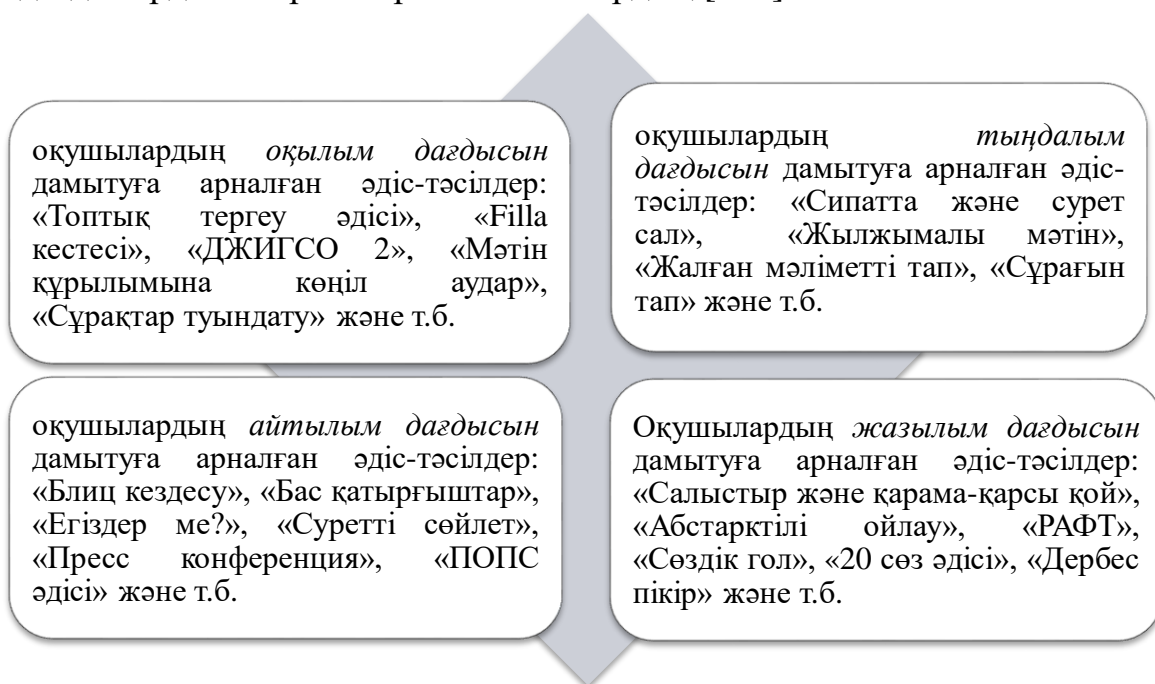 оқушылардың оқылым дағдысын
дамытуға арналған әдіс-тәсілдер:
«Топтық тергеу әдісі», «Filla
кестесі», «ДЖИГСО 2», «Мәтін
құрылымына көңіл аудар»,
«Сұрақтар туындату» және т.б.
оқушылардың тыңдалым
дағдысын дамытуға арналған әдіс-
тәсілдер: «Сипатта және сурет
сал», «Жылжымалы мәтін»,
«Жалған мәліметті тап», «Сұрағын
тап» және т.б.
оқушылардың айтылым дағдысын
дамытуға арналған әдіс-тәсілдер:
«Блиц кездесу», «Бас қатырғыштар»,
«Егіздер ме?», «Суретті сөйлет»,
«Пресс конференция», «ПОПС
әдісі» және т.б.
Оқушылардың жазылым дағдысын
дамытуға арналған әдіс-тәсілдер:
«Салыстыр және қарама-қарсы қой»,
«Абстарктілі ойлау», «РАФТ»,
«Сөздік гол», «20 сөз әдісі», «Дербес
пікір» және т.б.